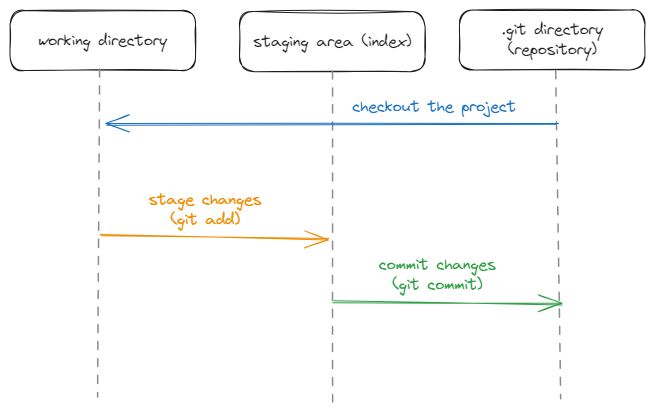 working directory
staging area (index)
.git directory
(repository)
checkout the project
stage changes
(git add)
commit changes
(git commit)